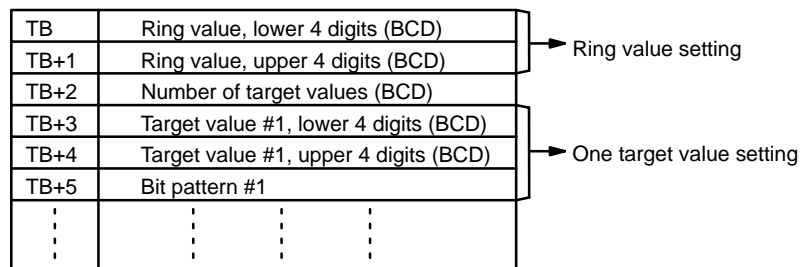 TB Ring value, lower 4 digits (BCD)
TB+1 Ring value, upper 4 digits (BCD)
Ring value setting
TB+2 Number of target values (BCD)
TB+3 Target value #1, lower 4 digits (BCD)
TB+4 Target value #1, upper 4 digits (BCD)
One target value setting
TB+5 Bit pattern #1